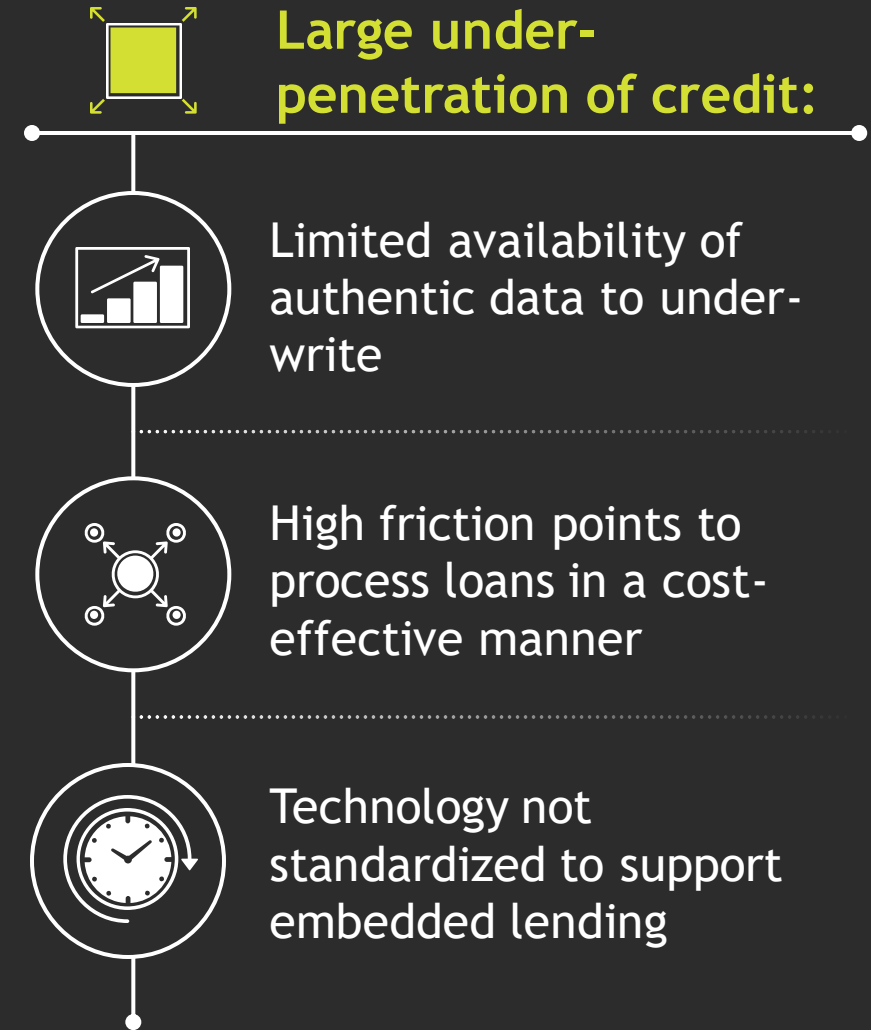 Large under-
penetration of credit:
Limited availability of
authentic data to under-
write
High friction points to
process loans in a cost-
effective manner
Technology not
standardized to support
embedded lending